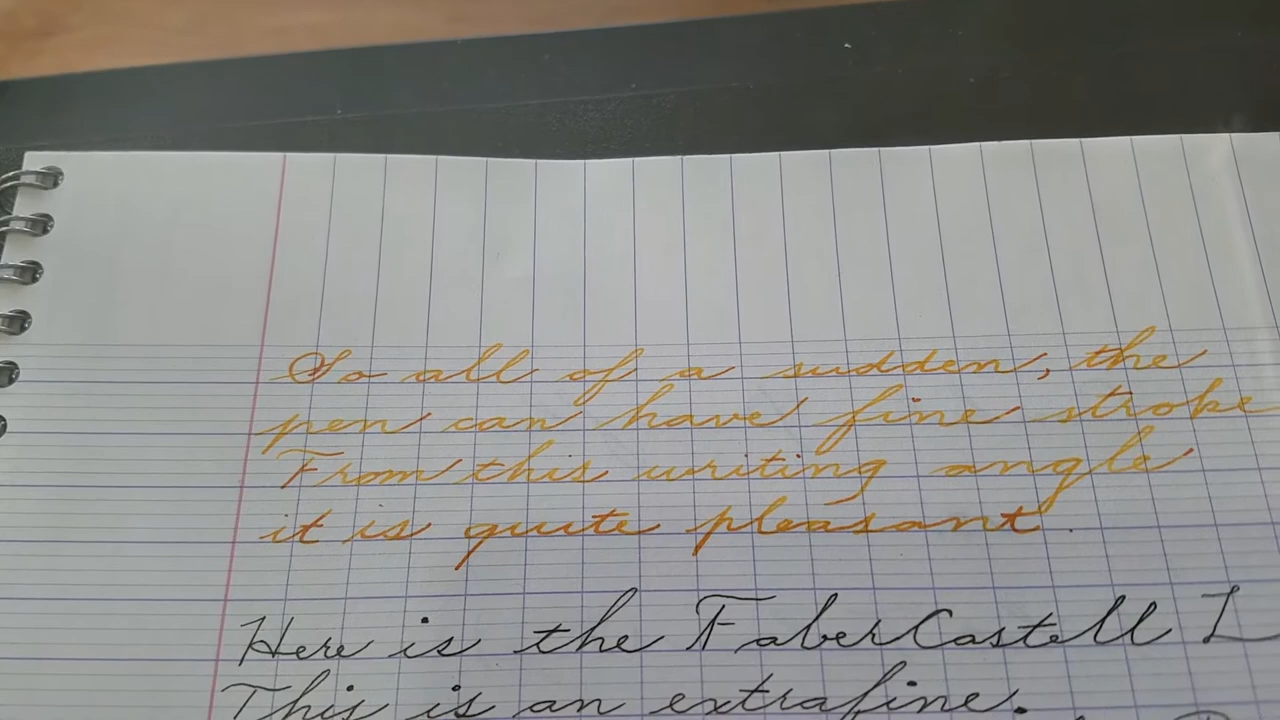 So all of a sudden, the
pen can have fine stroke
From this writing angle
it is quite pleasant.
Here is the FaberCastell
This is an extrafine.